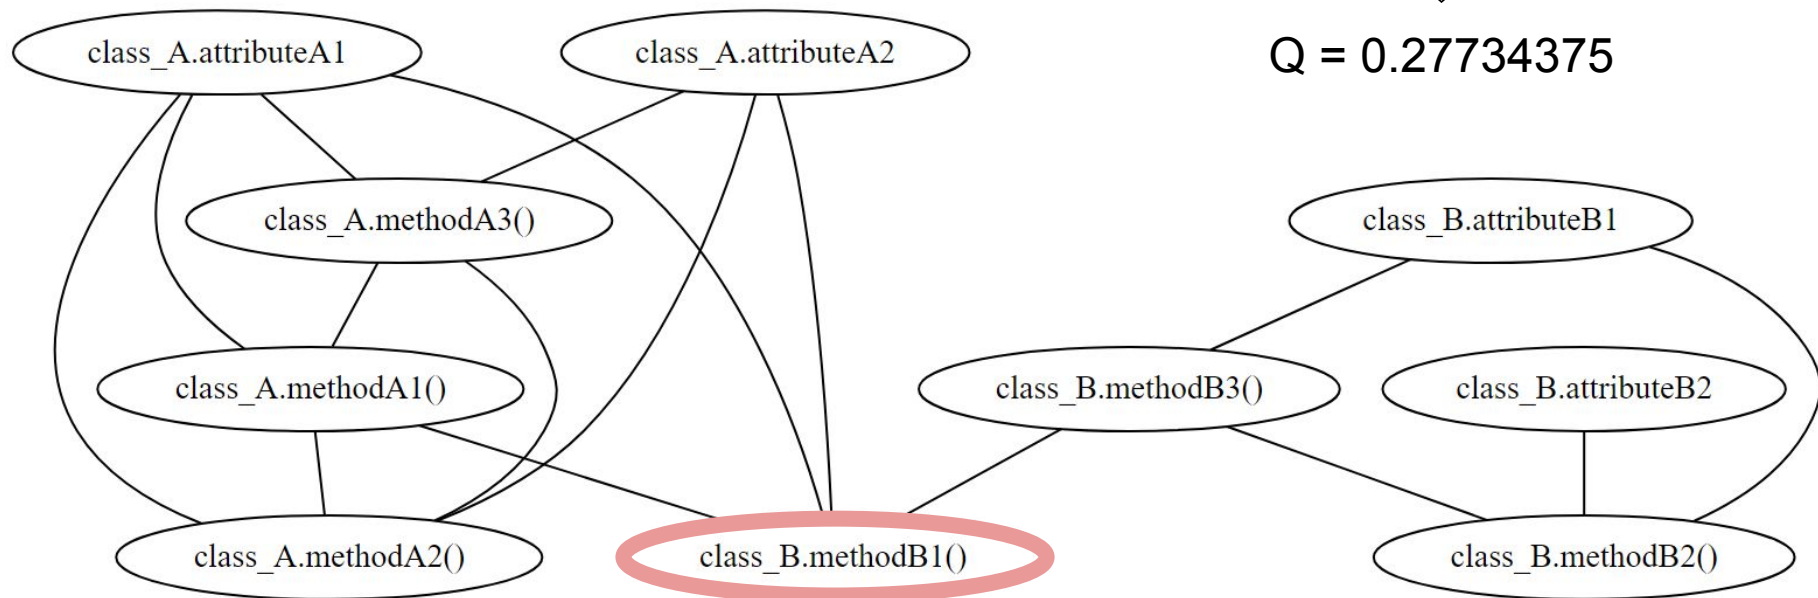 class_A.attributeA1
class_A.attributeA2
Q = 0.27734375
class_A.methodA3()
class_B.attributeB1
class_A.methodA1()
class_B.methodB3()
class_B.attributeB2
class_A.methodA2()
class_B.methodB1()
class_B.methodB2()